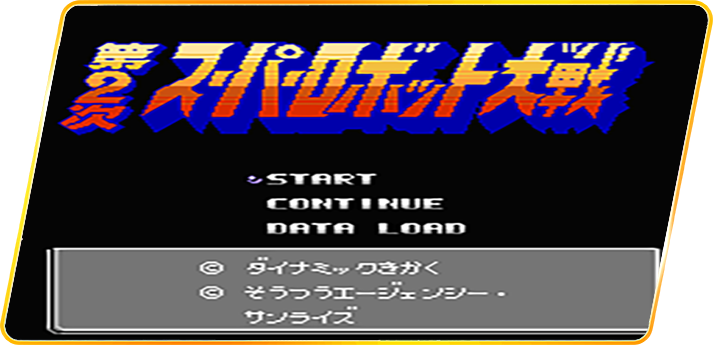 第2次 スーパーロボット大戦
START
CONTINUE
DATA LOAD
© ダイナミックきかく
© そうつうエージェンシー・
サンライズ